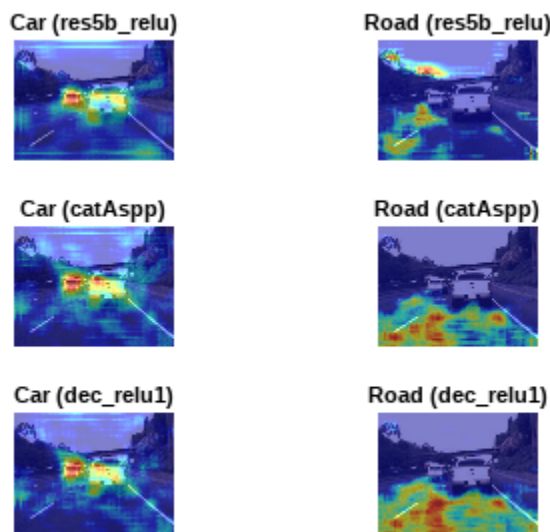 Car (res5b_relu)
Road (res5b_relu)
Car (catAspp)
Road (catAspp)
Car (dec_relu1)
Road (dec_relu1)